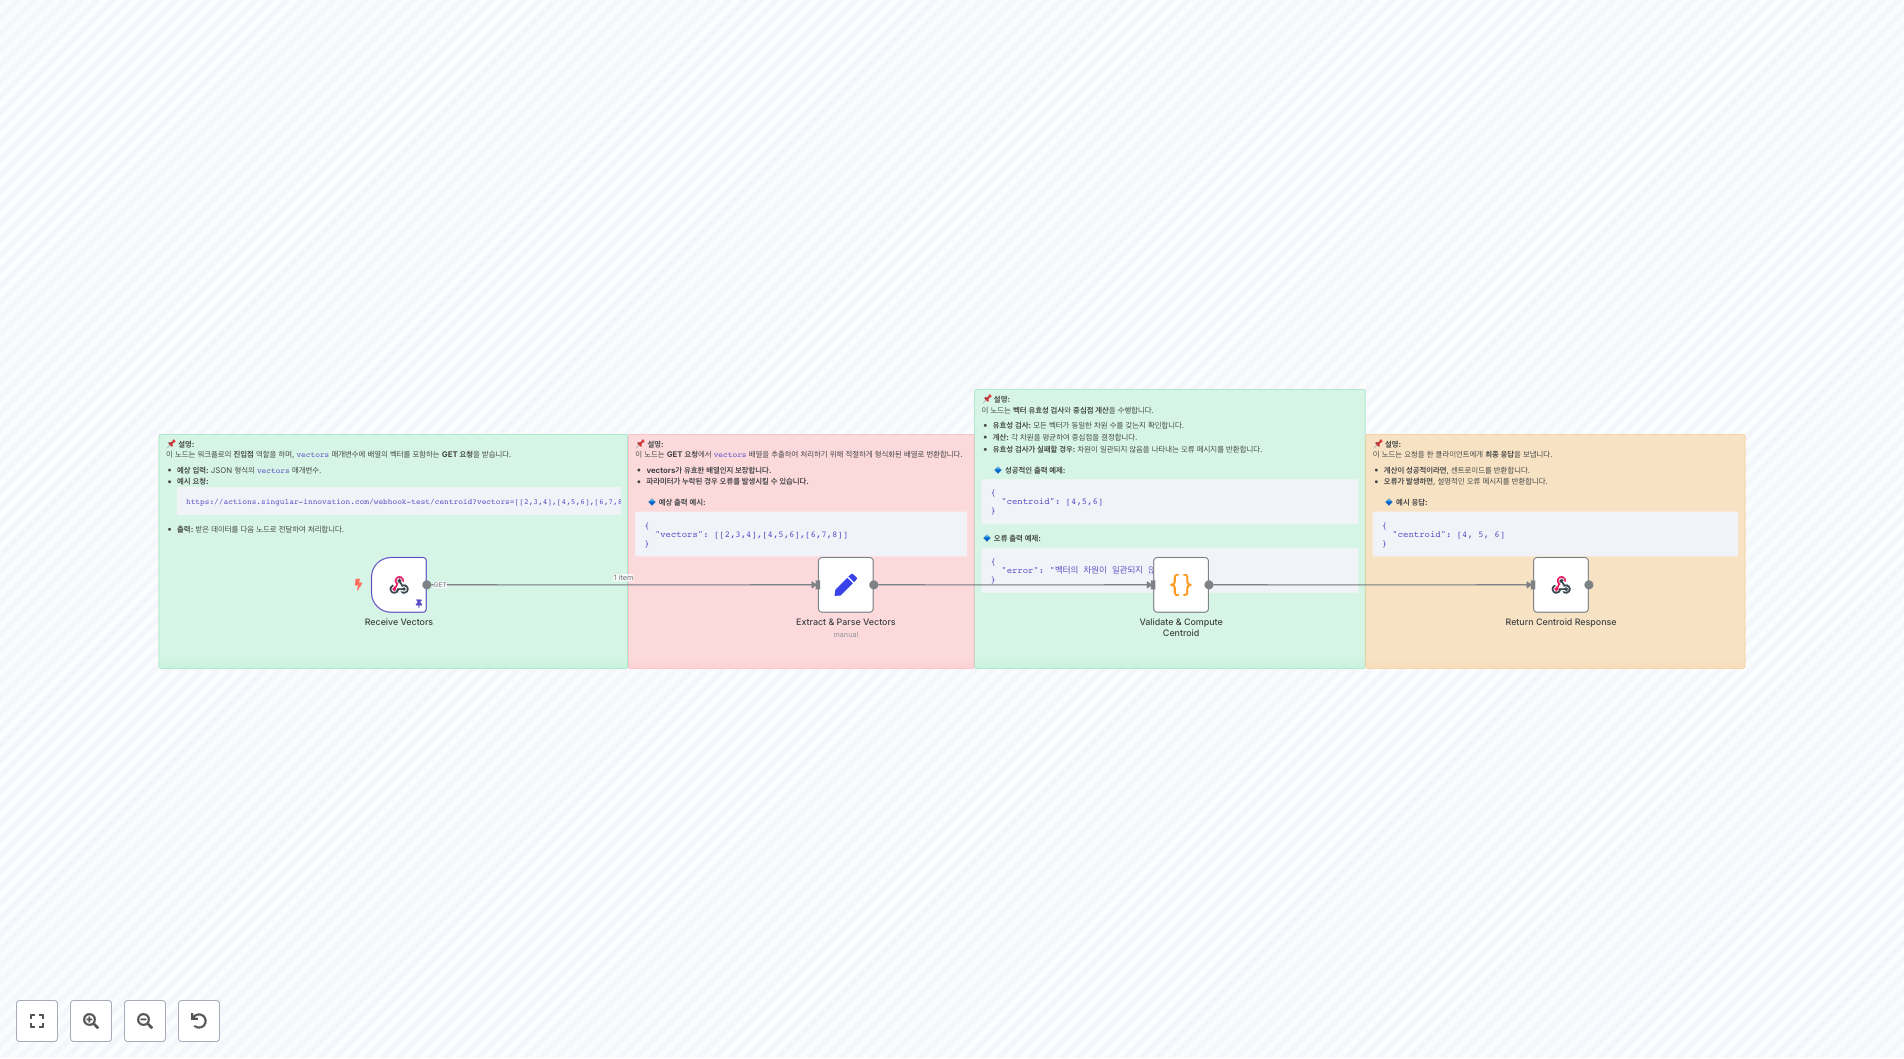 📌 설명:
이 노드는 워크플로의 진입점 역할을 하며, vectors 매개변수에 배열의 벡터를 포함하는 GET 요청을 받습니다.
• 예상 입력: JSON 형식의 vectors 매개변수.
• 예시 요청:
https://actions.singular-innovation.com/webhook-test/centroid?vectors=[[2,3,4],[4,5,6],[6,7,8
• 출력: 받은 데이터를 다음 노드로 전달하여 처리합니다.
GET
1 item
Receive Vectors
📌 설명:
이 노드는 GET 요청에서 vectors 배열을 추출하여 처리하기 위해 적절하게 형식화된 배열로 변환합니다.
• vectors가 유효한 배열인지 보장합니다.
• 파라미터가 누락된 경우 오류를 발생시킬 수 있습니다.
🔹 예상 출력 예시:
{
"vectors": [[2,3,4],[4,5,6],[6,7,8]]
}
Extract & Parse Vectors
manual
📌 설명:
이 노드는 벡터 유효성 검사와 중심점 계산을 수행합니다.
• 유효성 검사: 모든 벡터가 동일한 차원 수를 갖는지 확인합니다.
• 계산: 각 차원을 평균하여 중심점을 결정합니다.
• 유효성 검사가 실패할 경우: 차원이 일관되지 않음을 나타내는 오류 메시지를 반환합니다.
🔹 성공적인 출력 예제:
{
"centroid": [4,5,6]
}
🔹 오류 출력 예제:
{
"error": "벡터의 차원이 일관되지
}
Validate & Compute
Centroid
📌 설명:
이 노드는 요청을 한 클라이언트에게 최종 응답을 보냅니다.
• 계산이 성공적이라면, 센트로이드를 반환합니다.
• 오류가 발생하면, 설명적인 오류 메시지를 반환합니다.
🔹 예시 응답:
{
"centroid": [4, 5, 6]
}
Return Centroid Response